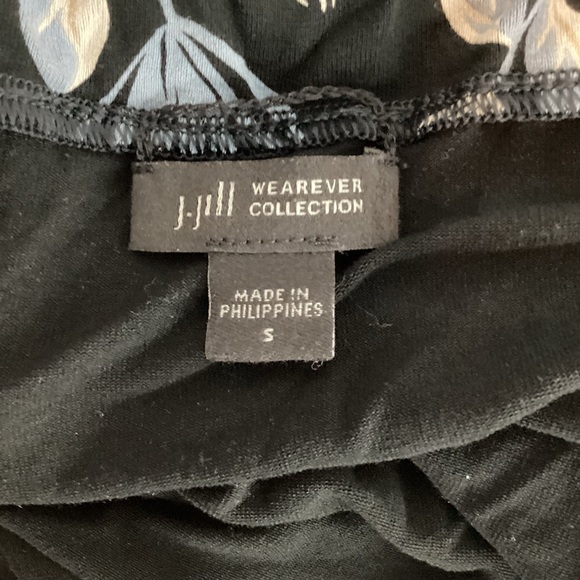 J.Jill WEAREVER
COLLECTION
MADE IN
PHILIPPINES
S